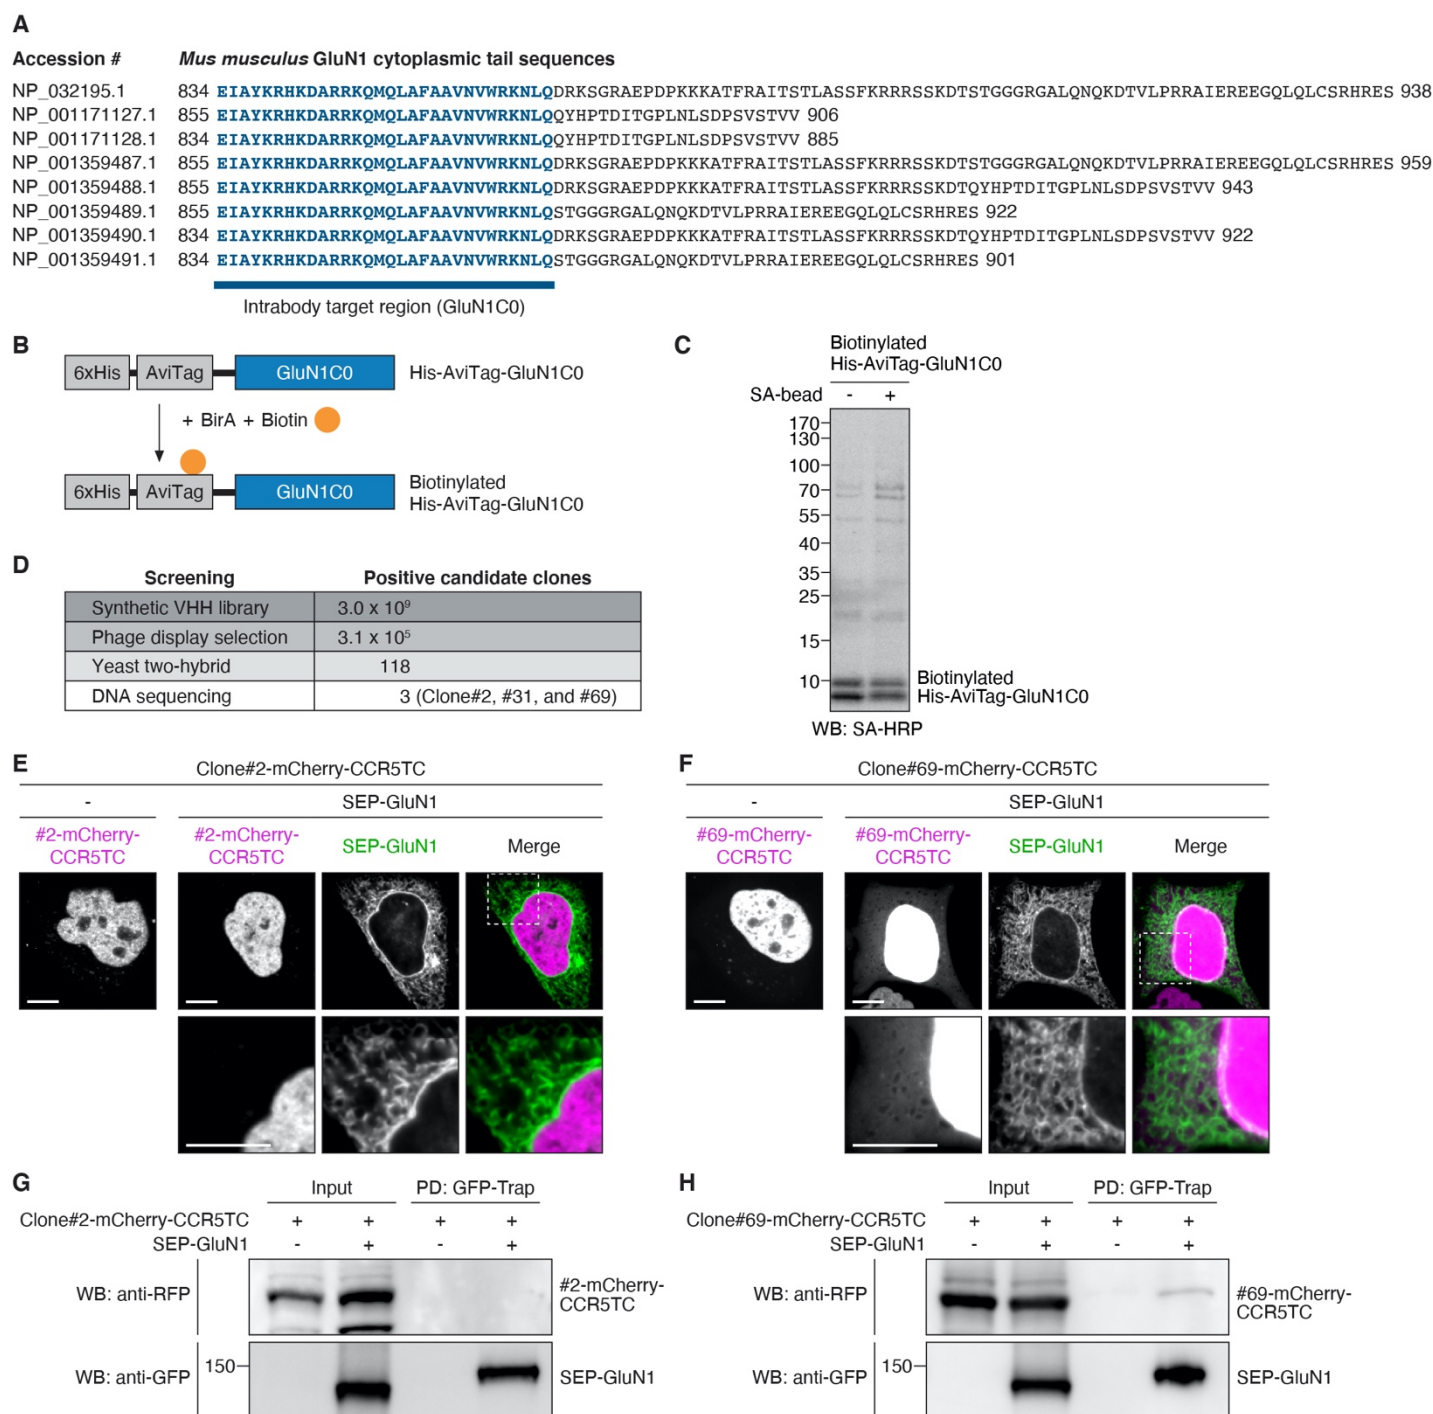 A
Accession # Mus musculus GluN1 cytoplasmic tail sequences
NP_032195.1 834 EIAYKRHKDARRKQMQLAFAAVNVWRKNLQDRKSGRAEPDPKKKATFRAITSTLASSFKRRRSSKDTSTGGGRGALQNQKDTVLPRRAIEREEGQLQLCSRHRES 938
NP_001171127.1 855 EIAYKRHKDARRKQMQLAFAAVNVWRKNLQQYHPTDITGPLNLSDPSVSTVV 906
NP_001171128.1 834 EIAYKRHKDARRKQMQLAFAAVNVWRKNLQQYHPTDITGPLNLSDPSVSTVV 885
NP_001359487.1 855 EIAYKRHKDARRKQMQLAFAAVNVWRKNLQDRKSGRAEPDPKKKATFRAITSTLASSFKRRRSSKDTSTGGGRGALQNQKDTVLPRRAIEREEGQLQLCSRHRES 959
NP_001359488.1 855 EIAYKRHKDARRKQMQLAFAAVNVWRKNLQDRKSGRAEPDPKKKATFRAITSTLASSFKRRRSSKDTQYHPTDITGPLNLSDPSVSTVV 943
NP_001359489.1 855 EIAYKRHKDARRKQMQLAFAAVNVWRKNLQSTGGGRGALQNQKDTVLPRRAIEREEGQLQLCSRHRES 922
NP_001359490.1 834 EIAYKRHKDARRKQMQLAFAAVNVWRKNLQDRKSGRAEPDPKKKATFRAITSTLASSFKRRRSSKDTQYHPTDITGPLNLSDPSVSTVV 922
NP_001359491.1 834 EIAYKRHKDARRKQMQLAFAAVNVWRKNLQSTGGGRGALQNQKDTVLPRRAIEREEGQLQLCSRHRES 901
Intrabody target region (GluN1C0)
B
6xHis AviTag GluN1C0 His-AviTag-GluN1C0
+ BirA + Biotin
6xHis AviTag GluN1C0 Biotinylated
His-AviTag-GluN1C0
C
Biotinylated
His-AviTag-GluN1C0
SA-bead - +
170
130
100
70
55
40
35
25
15
10
Biotinylated
His-AviTag-GluN1C0
WB: SA-HRP
D
Screening Positive candidate clones
Synthetic VHH library 3.0 x 10⁹
Phage display selection 3.1 x 10⁵
Yeast two-hybrid 118
DNA sequencing 3 (Clone#2, #31, and #69)
E
Clone#2-mCherry-CCR5TC
- SEP-GluN1
#2-mCherry-
CCR5TC
#2-mCherry-
CCR5TC
SEP-GluN1
Merge
F
Clone#69-mCherry-CCR5TC
- SEP-GluN1
#69-mCherry-
CCR5TC
#69-mCherry-
CCR5TC
SEP-GluN1
Merge
G
Input PD: GFP-Trap
Clone#2-mCherry-CCR5TC + + + +
SEP-GluN1 - + - +
WB: anti-RFP
#2-mCherry-
CCR5TC
WB: anti-GFP 150 SEP-GluN1
H
Input PD: GFP-Trap
Clone#69-mCherry-CCR5TC + + + +
SEP-GluN1 - + - +
WB: anti-RFP
#69-mCherry-
CCR5TC
WB: anti-GFP 150 SEP-GluN1